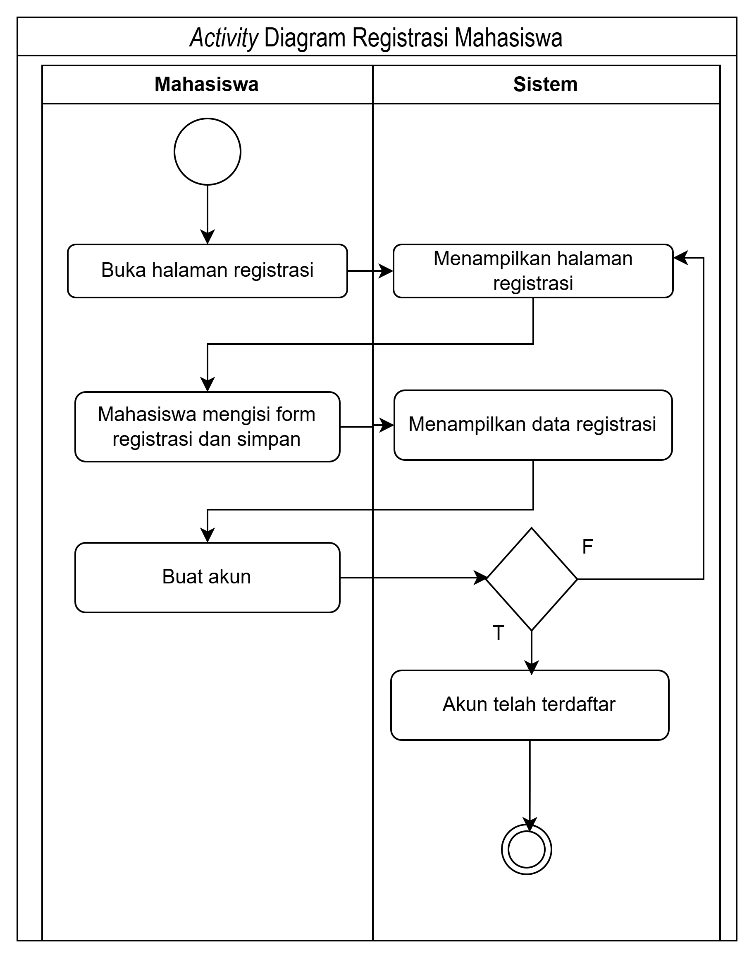 Activity Diagram Registrasi Mahasiswa
Mahasiswa
Sistem
Buka halaman registrasi
Menampilkan halaman
registrasi
Mahasiswa mengisi form
registrasi dan simpan
Menampilkan data registrasi
Buat akun
F
T
Akun telah terdaftar